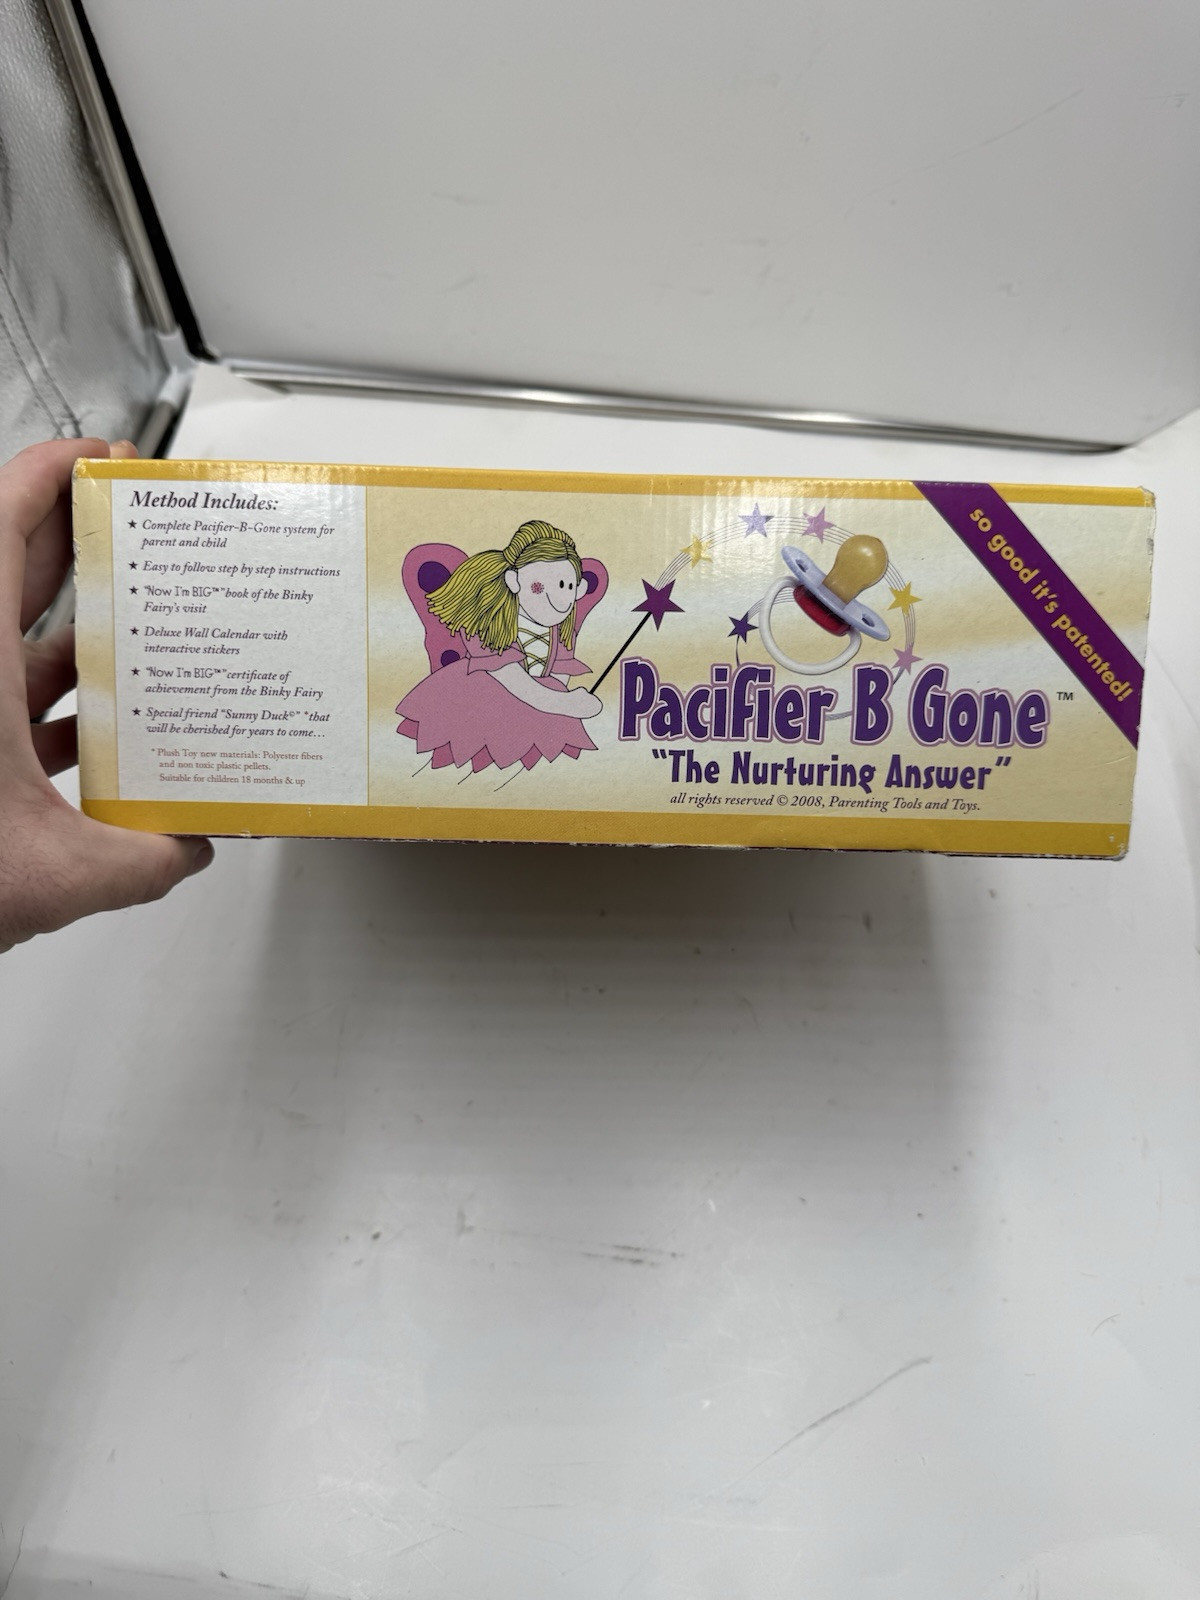 Method Includes:
★ Complete Pacifier-B-Gone system for
parent and child
★ Easy to follow step by step instructions
★ "Now I'm BIG™" book of the Binky
Fairy's visit
★ Deluxe Wall Calendar with
interactive stickers
★ "Now I'm BIG™" certificate of
achievement from the Binky Fairy
★ Special friend "Sunny Duck©" *that
will be cherished for years to come…
* Plush Toy new materials: Polyester fibers
and non toxic plastic pellets.
Suitable for children 18 months & up
so good it's patented!
Pacifier B Gone™
"The Nurturing Answer"
all rights reserved © 2008, Parenting Tools and Toys.